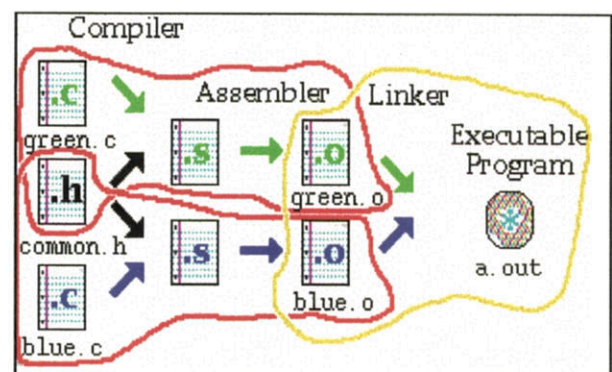 Compiler
Assembler Linker
Executable
Program
.c
green.c
.s
.o
green.o
.h
common.h
.s
.o
blue.o
a.out
.c
blue.c